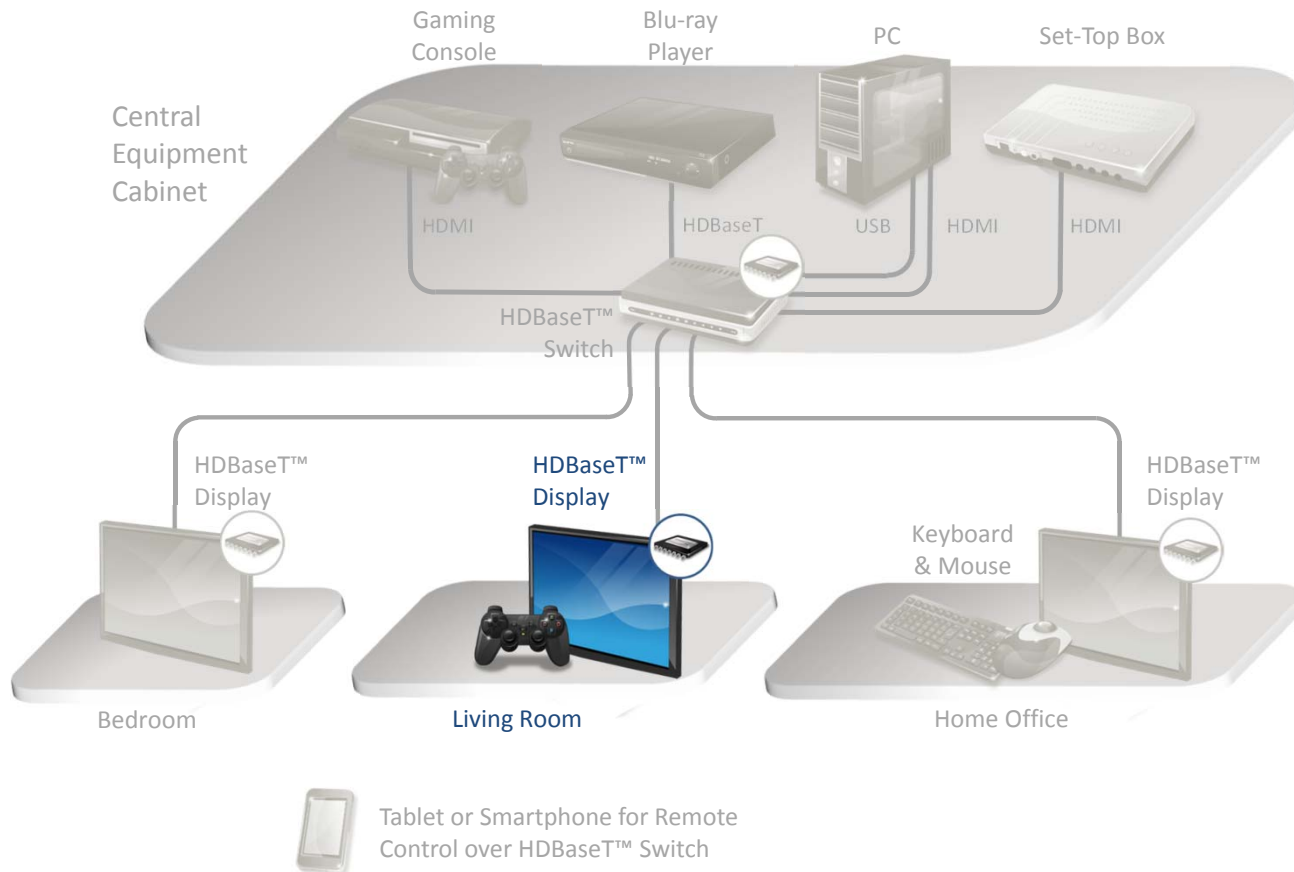 Gaming
Console
Blu-ray
Player
PC
Set-Top Box
Central
Equipment
Cabinet
HDMI
HDBaseT
USB
HDMI
HDMI
HDBaseT™
Switch
HDBaseT™
Display
HDBaseT™
Display
HDBaseT™
Display
Keyboard
& Mouse
Bedroom
Living Room
Home Office
Tablet or Smartphone for Remote
Control over HDBaseT™ Switch